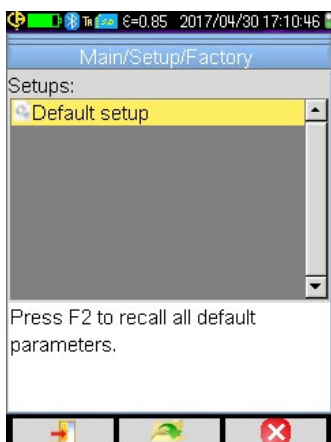 ε=0.85 2017/04/30 17:10:46
Main/Setup/Factory
Setups:
Default setup
Press F2 to recall all default
parameters.